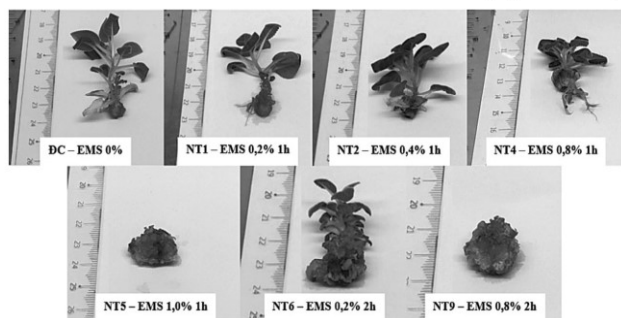 ĐC – EMS 0%
NT1 – EMS 0,2% 1h
NT2 – EMS 0,4% 1h
NT4 – EMS 0,8% 1h
NT5 – EMS 1,0% 1h
NT6 – EMS 0,2% 2h
NT9 – EMS 0,8% 2h